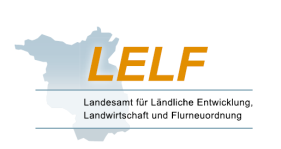 LELF
Landesamt für Ländliche Entwicklung,
Landwirtschaft und Flurneuordnung